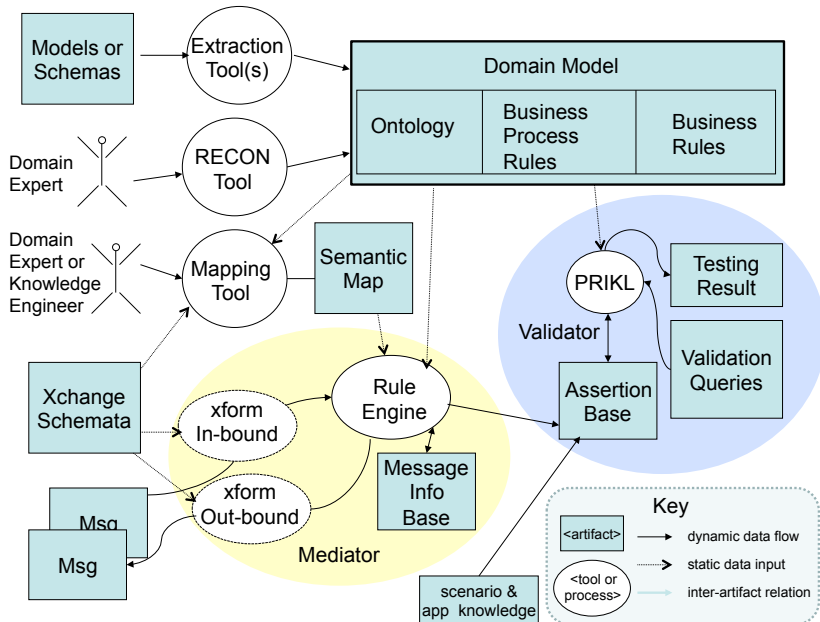 Models or
Schemas
Extraction
Tool(s)
Domain Model
Ontology
Business
Process
Rules
Business
Rules
Domain
Expert
RECON
Tool
Domain
Expert or
Knowledge
Engineer
Mapping
Tool
Semantic
Map
PRIKL
Testing
Result
Validator
Validation
Queries
Xchange
Schemata
xform
In-bound
Rule
Engine
Assertion
Base
xform
Out-bound
Message
Info
Base
Msg
Msg
Mediator
scenario &
app knowledge
Key
<artifact>
dynamic data flow
<tool or
process>
static data input
inter-artifact relation